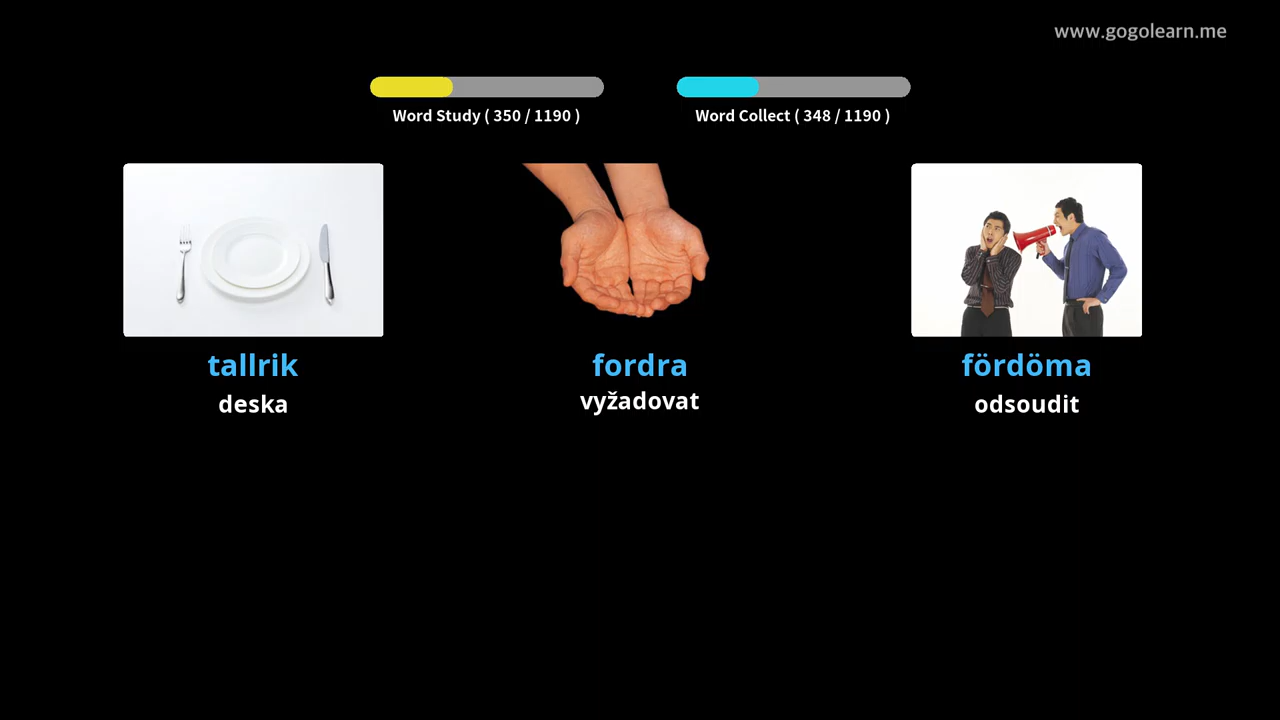 www.gogolearn.me
Word Study ( 350 / 1190 )
Word Collect ( 348 / 1190 )
tallrik
deska
fordra
vyžadovat
fördöma
odsoudit